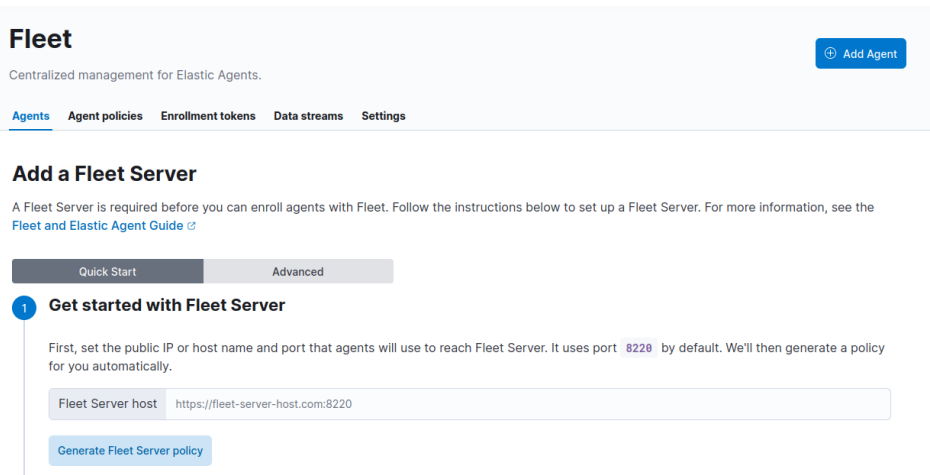 Fleet
Add Agent
Centralized management for Elastic Agents.
Agents Agent policies Enrollment tokens Data streams Settings
Add a Fleet Server
A Fleet Server is required before you can enroll agents with Fleet. Follow the instructions below to set up a Fleet Server. For more information, see the
Fleet and Elastic Agent Guide
Quick Start Advanced
1 Get started with Fleet Server
First, set the public IP or host name and port that agents will use to reach Fleet Server. It uses port 8220 by default. We'll then generate a policy
for you automatically.
Fleet Server host https://fleet-server-host.com:8220
Generate Fleet Server policy